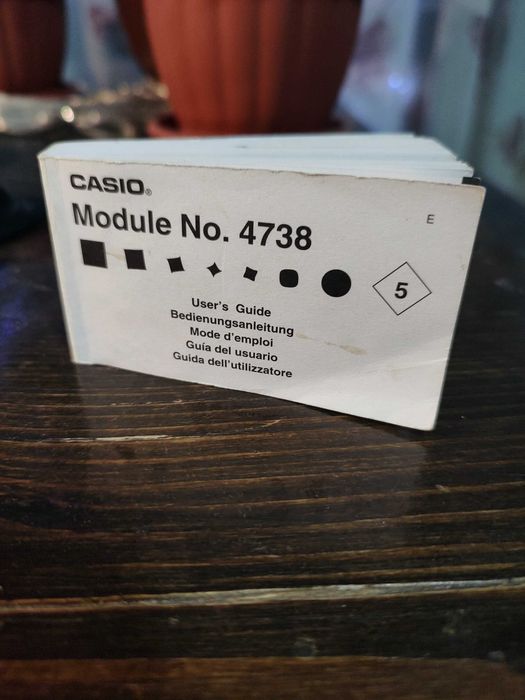 CASIO®
E
Module No. 4738
5
User's Guide
Bedienungsanleitung
Mode d'emploi
Guía del usuario
Guida dell'utilizzatore